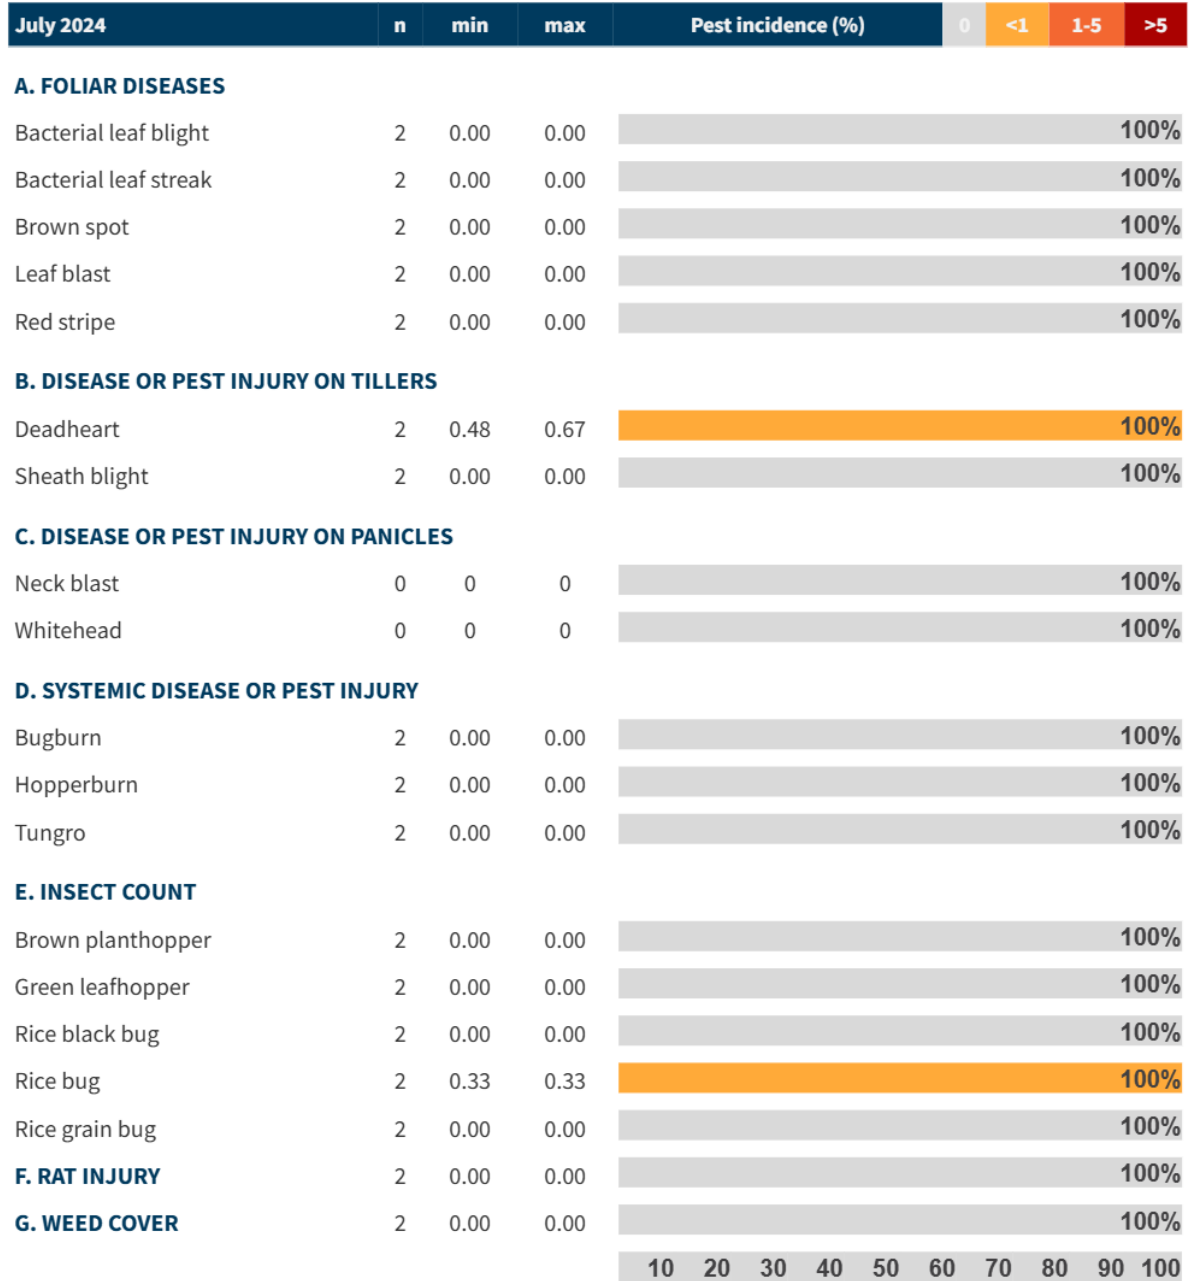 July 2024 n min max Pest incidence (%) 0 <1 1-5 >5
A. FOLIAR DISEASES
Bacterial leaf blight 2 0.00 0.00 100%
Bacterial leaf streak 2 0.00 0.00 100%
Brown spot 2 0.00 0.00 100%
Leaf blast 2 0.00 0.00 100%
Red stripe 2 0.00 0.00 100%
B. DISEASE OR PEST INJURY ON TILLERS
Deadheart 2 0.48 0.67 100%
Sheath blight 2 0.00 0.00 100%
C. DISEASE OR PEST INJURY ON PANICLES
Neck blast 0 0 0 100%
Whitehead 0 0 0 100%
D. SYSTEMIC DISEASE OR PEST INJURY
Bugburn 2 0.00 0.00 100%
Hopperburn 2 0.00 0.00 100%
Tungro 2 0.00 0.00 100%
E. INSECT COUNT
Brown planthopper 2 0.00 0.00 100%
Green leafhopper 2 0.00 0.00 100%
Rice black bug 2 0.00 0.00 100%
Rice bug 2 0.33 0.33 100%
Rice grain bug 2 0.00 0.00 100%
F. RAT INJURY 2 0.00 0.00 100%
G. WEED COVER 2 0.00 0.00 100%
10 20 30 40 50 60 70 80 90 100